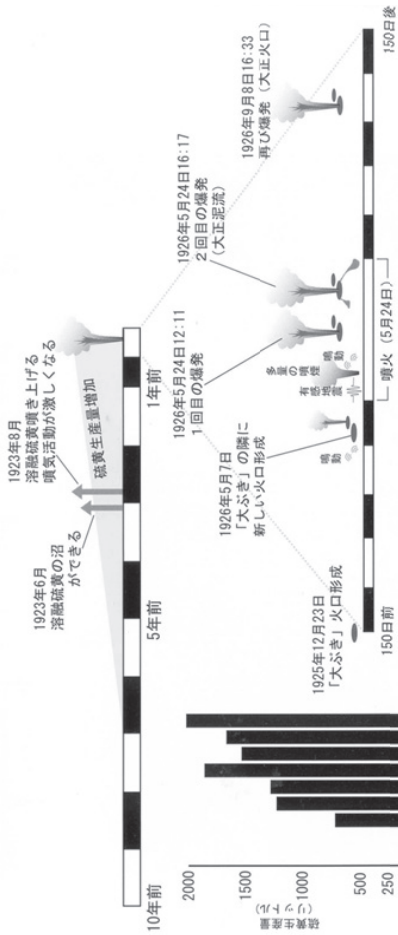 1923年6月
溶融硫黄の沼
ができる
1923年8月
溶融硫黄噴き上げる
噴気活動が激しくなる
硫黄生産量増加
10年前
5年前
1年前
1925年12月23日
「大ぶき」火口形成
1926年5月7日
「大ぶき」の隣に
新しい火口形成
1926年5月24日12:11
1回目の爆発
1926年5月24日16:17
2回目の爆発
(大正泥流)
1926年9月8日16:33
再び爆発(大正火口)
鳴動
有感地震
多量の噴煙
鳴動
噴火(5月24日)
150日前
150日後
硫黄生産量
(リットル)
2000
1500
1000
500
250